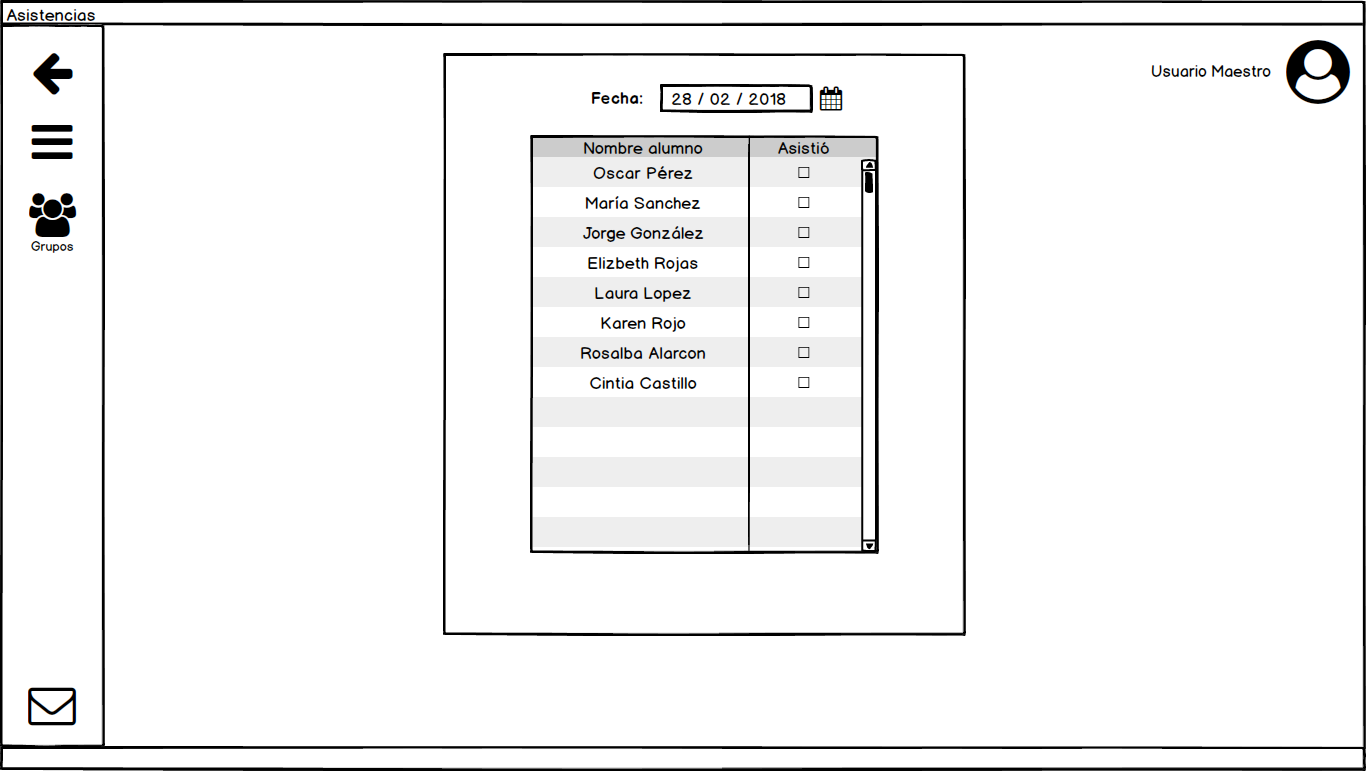 Asistencias
Usuario Maestro
Fecha: 28 / 02 / 2018
Grupos
Nombre alumno Asistió
Oscar Pérez
María Sanchez
Jorge González
Elizbeth Rojas
Laura Lopez
Karen Rojo
Rosalba Alarcon
Cintia Castillo